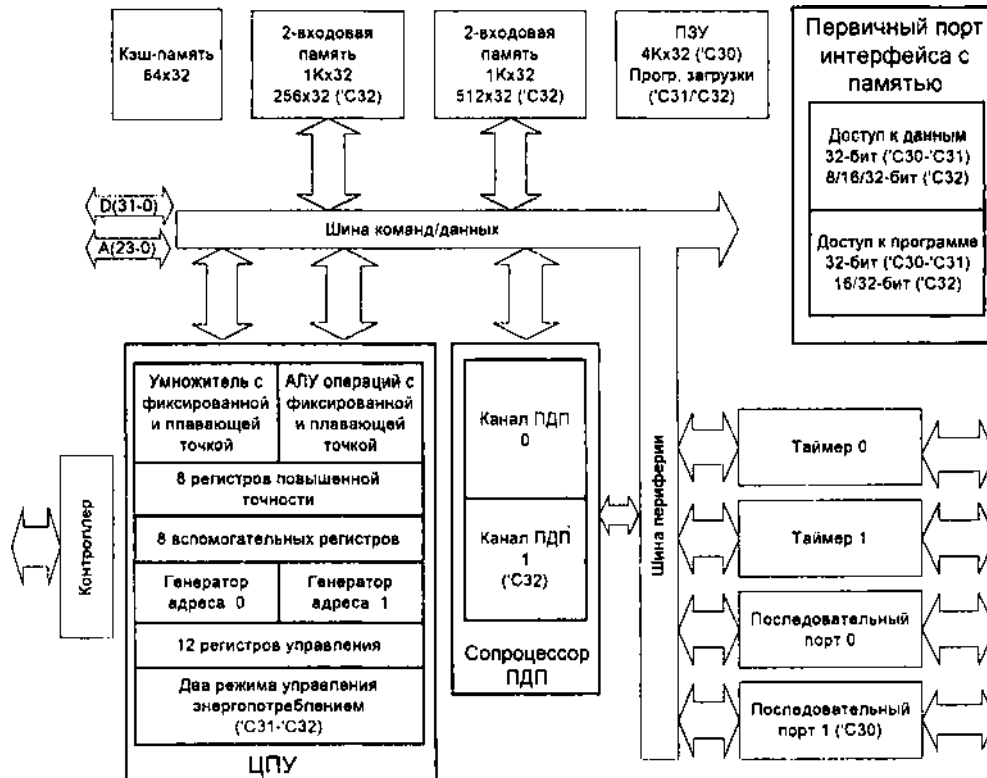 Кэш-память
64x32
2-входовая
память
1Кx32
256x32 ('C32)
2-входовая
память
1Кx32
512x32 ('C32)
ПЗУ
4Кx32 ('C30)
Прогр. загрузки
('C31/'C32)
Первичный порт
интерфейса с
памятью
Доступ к данным
32-бит ('C30-'C31)
8/16/32-бит ('C32)
Доступ к программе
32-бит ('C30-'C31)
16/32-бит ('C32)
D(31-0)
A(23-0)
Шина команд/данных
Контроллер
Умножитель с
фиксированной
и плавающей
точкой
АЛУ операций с
фиксированной
и плавающей
точкой
8 регистров повышенной
точности
8 вспомогательных регистров
Генератор
адреса 0
Генератор
адреса 1
12 регистров управления
Два режима управления
энергопотреблением
('C31-'C32)
ЦПУ
Канал ПДП
0
Канал ПДП
1
('C32)
Сопроцессор
ПДП
Шина периферии
Таймер 0
Таймер 1
Последовательный
порт 0
Последовательный
порт 1 ('C30)